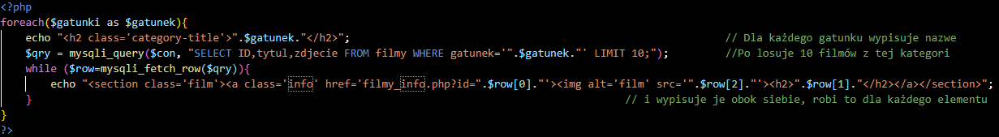 <?php
foreach($gatunki as $gatunek){
    echo "<h2 class='category-title'>".$gatunek."</h2>"; // Dla każdego gatunku wypisuje nazwe
    $qry = mysqli_query($con, "SELECT ID,tytul,zdjecie FROM filmy WHERE gatunek='".$gatunek."' LIMIT 10;"); //Po losuje 10 filmów z tej kategori
    while ($row=mysqli_fetch_row($qry)){
        echo "<section class='film'><a class='info' href='filmy_info.php?id=".$row[0]."'><img alt='film' src='".$row[2]."'><h2>".$row[1]."</h2></a></section>";
    } // i wypisuje je obok siebie, robi to dla każdego elementu
}
?>